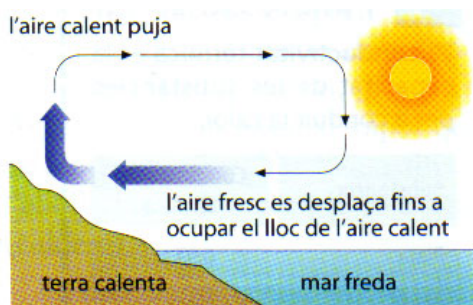 l'aire calent puja
l'aire fresc es desplaça fins a
ocupar el lloc de l'aire calent
terra calenta
mar freda